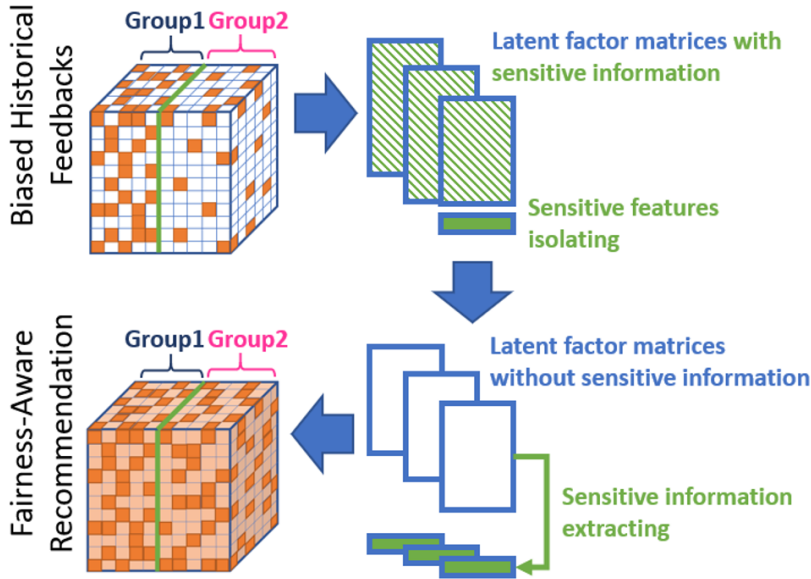 Group1 Group2
Biased Historical
Feedbacks
Latent factor matrices with
sensitive information
Sensitive features
isolating
Group1 Group2
Fairness-Aware
Recommendation
Latent factor matrices
without sensitive information
Sensitive information
extracting